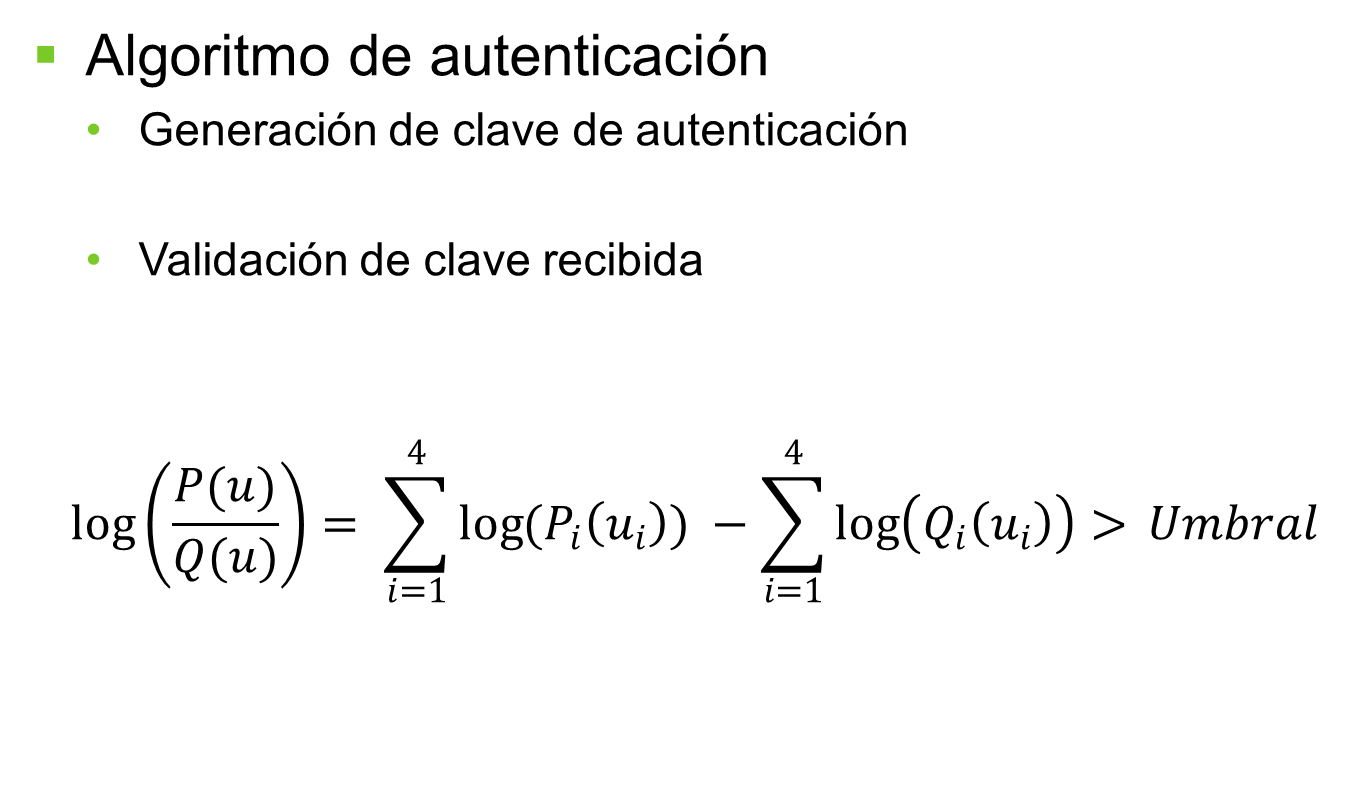 ▪ Algoritmo de autenticación
• Generación de clave de autenticación
• Validación de clave recibida
log(P(u)/Q(u)) = ∑_{i=1}^{4} log(P_i(u_i)) − ∑_{i=1}^{4} log(Q_i(u_i)) > Umbral